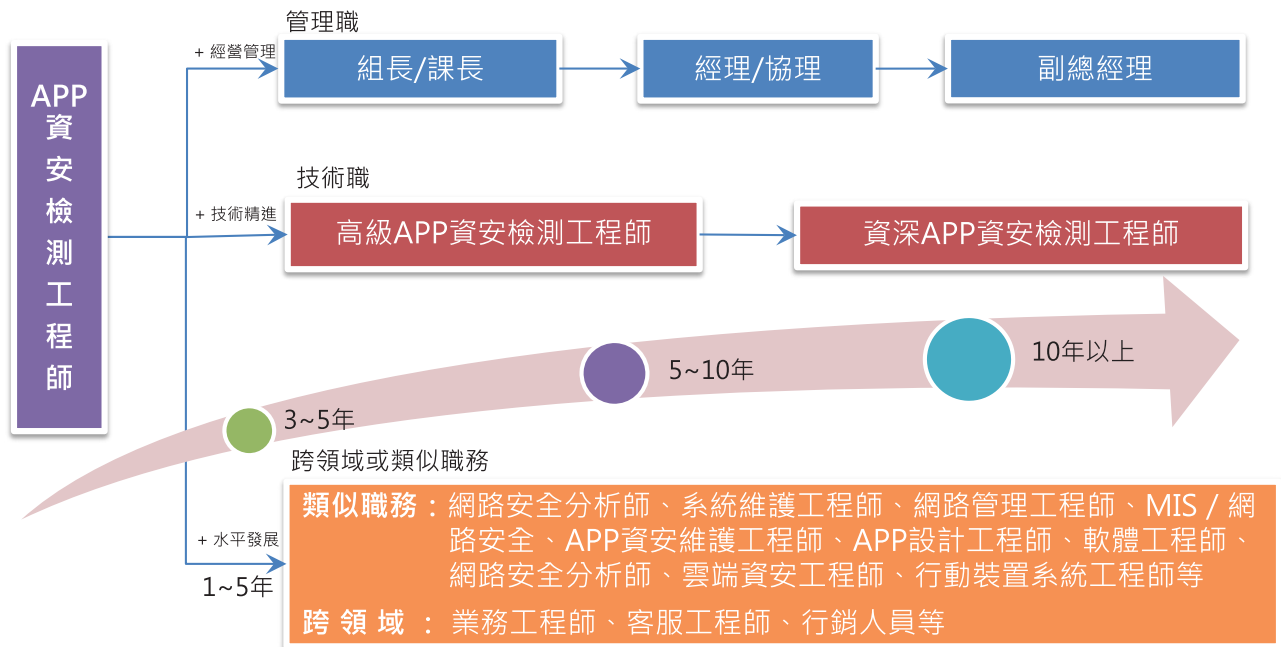 APP資安檢測工程師
管理職
+ 經營管理
組長/課長
經理/協理
副總經理
技術職
+ 技術精進
高級APP資安檢測工程師
資深APP資安檢測工程師
3~5年
5~10年
10年以上
跨領域或類似職務
+ 水平發展
1~5年
類似職務：網路安全分析師、系統維護工程師、網路管理工程師、MIS / 網
路安全、APP資安維護工程師、APP設計工程師、軟體工程師、
網路安全分析師、雲端資安工程師、行動裝置系統工程師等
跨 領 域 ： 業務工程師、客服工程師、行銷人員等